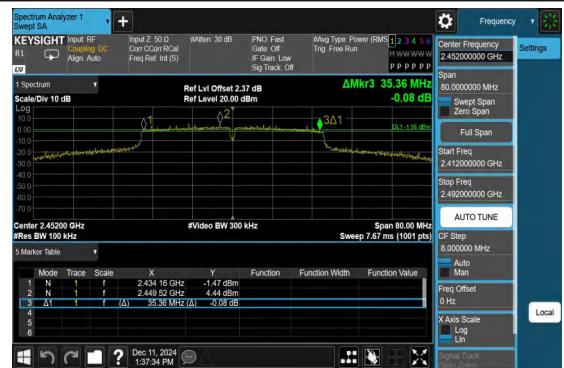 Spectrum Analyzer 1
Swept SA
+
Frequency
KEYSIGHT Input: RF Input Z: 50 Ω #Atten: 30 dB PNO: Fast #Avg Type: Power (RMS 1 2 3 4 5 6
RL Coupling: DC Corr CCorr RCal Gate: Off Trig: Free Run M W W W W W
Align: Auto Freq Ref: Int (S) IF Gain: Low
Sig Track: Off P P P P P P
LXI
1 Spectrum
Ref Lvl Offset 2.37 dB ΔMkr3 35.36 MHz
Scale/Div 10 dB Ref Level 20.00 dBm -0.08 dB
Log
10.0
0.00
-10.0
-20.0
-30.0
-40.0
-50.0
-60.0
-70.0
1
2
3Δ1
DL1 -1.56 dBm
Center 2.45200 GHz #Video BW 300 kHz Span 80.00 MHz
#Res BW 100 kHz Sweep 7.67 ms (1001 pts)
5 Marker Table
Mode Trace Scale X Y Function Function Width Function Value
1 N 1 f 2.434 16 GHz -1.47 dBm
2 N 1 f 2.449 52 GHz 4.44 dBm
3 Δ1 1 f (Δ) 35.36 MHz (Δ) -0.08 dB
4
5
6
Dec 11, 2024
1:37:34 PM
?
Center Frequency
2.452000000 GHz
Settings
Span
80.0000000 MHz
Swept Span
Zero Span
Full Span
Start Freq
2.412000000 GHz
Stop Freq
2.492000000 GHz
AUTO TUNE
CF Step
8.000000 MHz
Auto
Man
Freq Offset
0 Hz
Local
X Axis Scale
Log
Lin
Signal Track